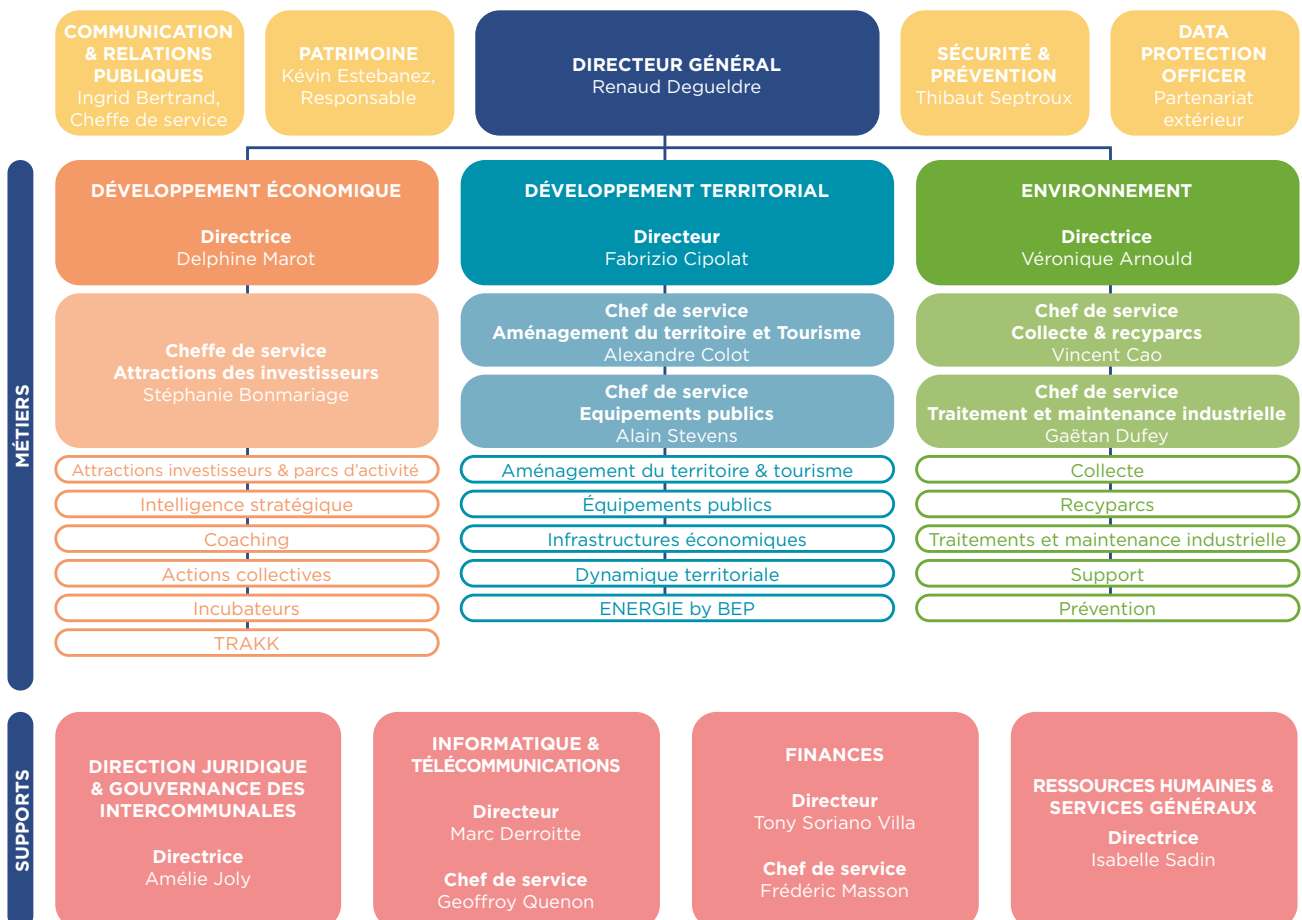 COMMUNICATION
& RELATIONS
PUBLIQUES
Ingrid Bertrand,
Cheffe de service
PATRIMOINE
Kévin Estebanez,
Responsable
DIRECTEUR GÉNÉRAL
Renaud Degueldre
SÉCURITÉ &
PRÉVENTION
Thibaut Septroux
DATA
PROTECTION
OFFICER
Partenariat
extérieur
MÉTIERS
DÉVELOPPEMENT ÉCONOMIQUE
Directrice
Delphine Marot
Cheffe de service
Attractions des investisseurs
Stéphanie Bonmariage
Attractions investisseurs & parcs d'activité
Intelligence stratégique
Coaching
Actions collectives
Incubateurs
TRAKK
DÉVELOPPEMENT TERRITORIAL
Directeur
Fabrizio Cipolat
Chef de service
Aménagement du territoire et Tourisme
Alexandre Colot
Chef de service
Equipements publics
Alain Stevens
Aménagement du territoire & tourisme
Équipements publics
Infrastructures économiques
Dynamique territoriale
ENERGIE by BEP
ENVIRONNEMENT
Directrice
Véronique Arnould
Chef de service
Collecte & recyparcs
Vincent Cao
Chef de service
Traitement et maintenance industrielle
Gaëtan Dufey
Collecte
Recyparcs
Traitements et maintenance industrielle
Support
Prévention
SUPPORTS
DIRECTION JURIDIQUE
& GOUVERNANCE DES
INTERCOMMUNALES
Directrice
Amélie Joly
INFORMATIQUE &
TÉLÉCOMMUNICATIONS
Directeur
Marc Derroitte
Chef de service
Geoffroy Quenon
FINANCES
Directeur
Tony Soriano Villa
Chef de service
Frédéric Masson
RESSOURCES HUMAINES &
SERVICES GÉNÉRAUX
Directrice
Isabelle Sadin